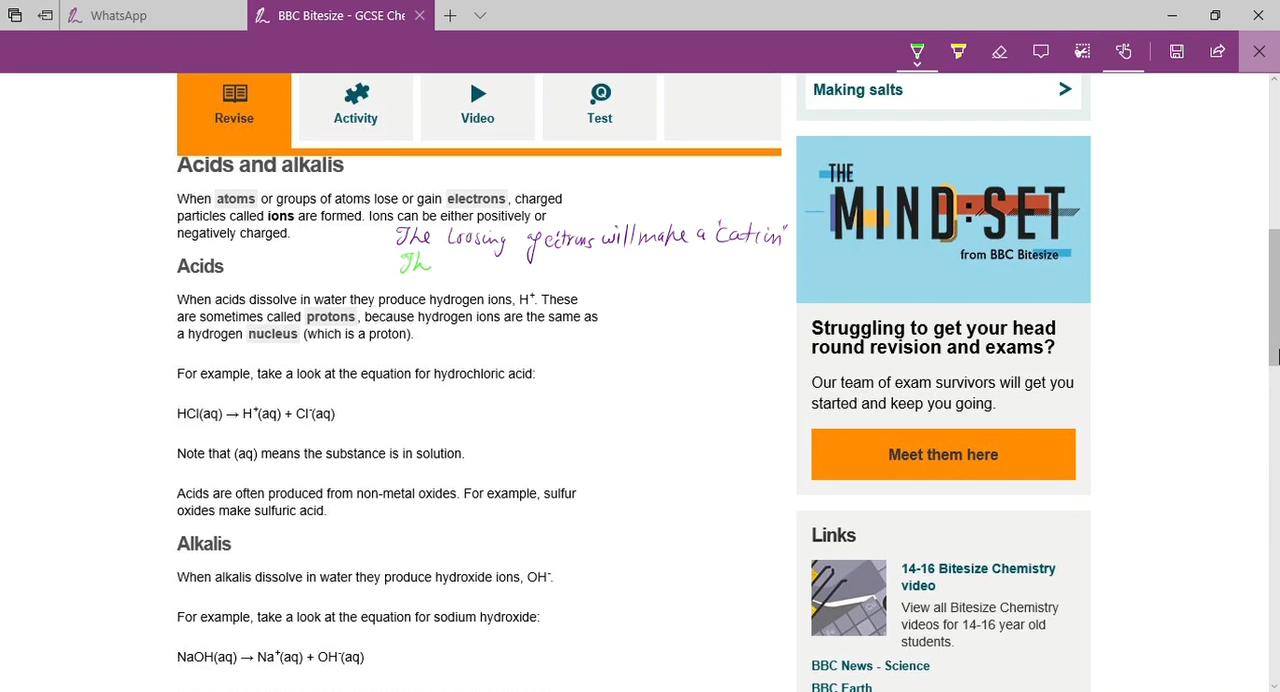 WhatsApp
BBC Bitesize - GCSE Che
Revise
Activity
Video
Test
Acids and alkalis
When atoms or groups of atoms lose or gain electrons, charged
particles called ions are formed. Ions can be either positively or
negatively charged.
The loosing electrons will make a "Cation"
Th
Acids
When acids dissolve in water they produce hydrogen ions, H⁺. These
are sometimes called protons, because hydrogen ions are the same as
a hydrogen nucleus (which is a proton).
For example, take a look at the equation for hydrochloric acid:
HCl(aq) → H⁺(aq) + Cl⁻(aq)
Note that (aq) means the substance is in solution.
Acids are often produced from non-metal oxides. For example, sulfur
oxides make sulfuric acid.
Alkalis
When alkalis dissolve in water they produce hydroxide ions, OH⁻.
For example, take a look at the equation for sodium hydroxide:
NaOH(aq) → Na⁺(aq) + OH⁻(aq)
Making salts
THE
MIND:SET
from BBC Bitesize
Struggling to get your head
round revision and exams?
Our team of exam survivors will get you
started and keep you going.
Meet them here
Links
14-16 Bitesize Chemistry
video
View all Bitesize Chemistry
videos for 14-16 year old
students.
BBC News - Science
BBC Earth